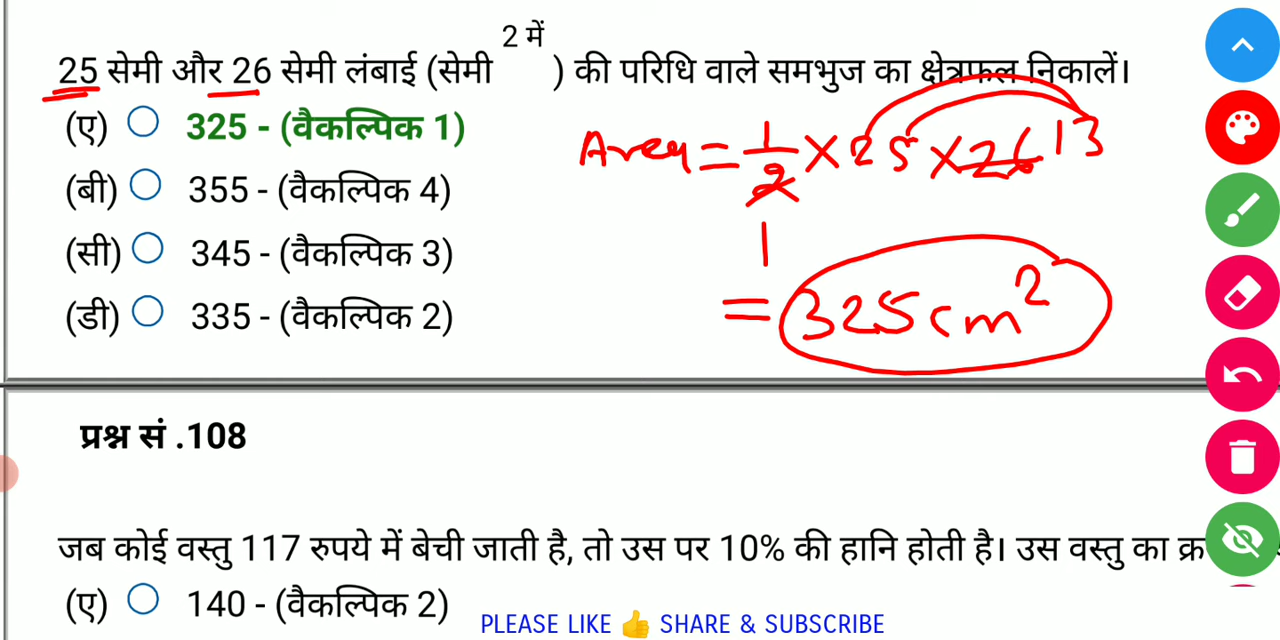 25 सेमी और 26 सेमी लंबाई (सेमी 2 में ) की परिधि वाले समभुज का क्षेत्रफल निकालें।
(ए) 325 - (वैकल्पिक 1)
(बी) 355 - (वैकल्पिक 4)
(सी) 345 - (वैकल्पिक 3)
(डी) 335 - (वैकल्पिक 2)
Area = 1/2 × 25 × 26 13
1
= 325 cm²
प्रश्न सं .108
जब कोई वस्तु 117 रुपये में बेची जाती है, तो उस पर 10% की हानि होती है। उस वस्तु का क्र
(ए) 140 - (वैकल्पिक 2)
PLEASE LIKE 👍 SHARE & SUBSCRIBE